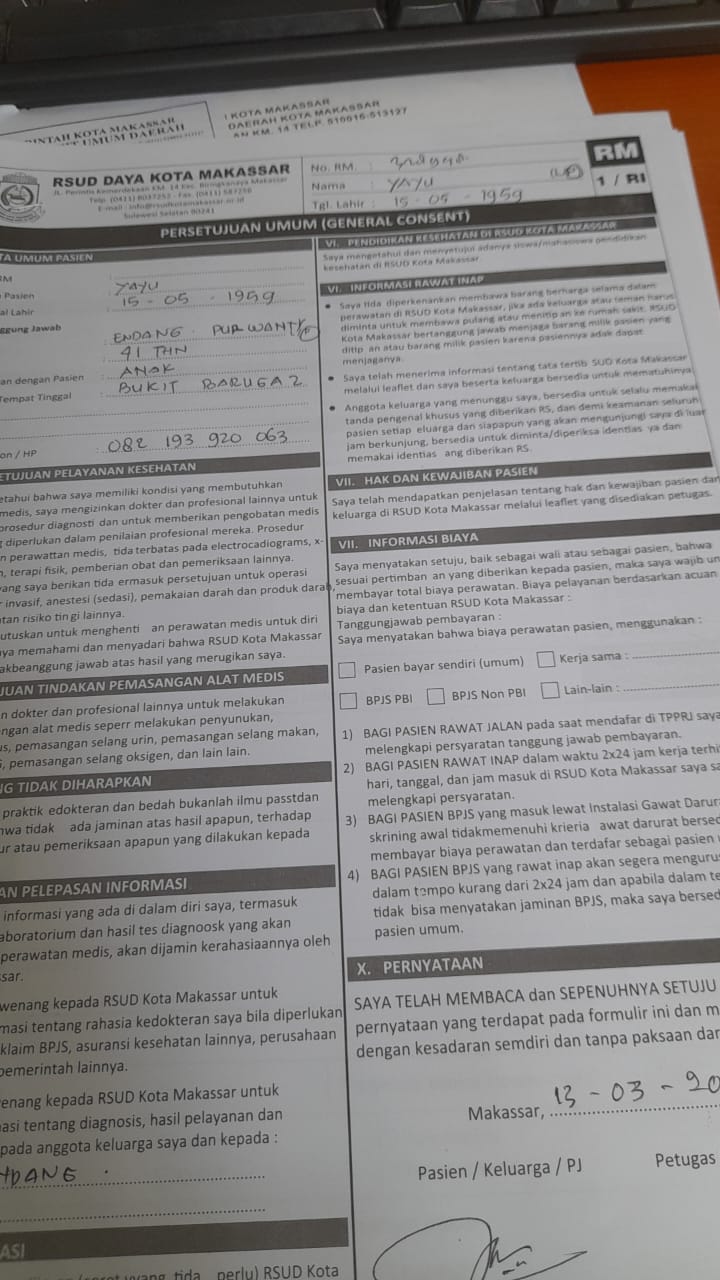 INTAH KOTA MAKASSAR
UMUM DAERAH
KOTA MAKASSAR
DAERAH KOTA MAKASSAR
AN KM. 14 TELP.
RSUD DAYA KOTA MAKASSAR
Jl. Perintis Kemerdekaan KM. 14 Kec. Biringkanaya Makassar
Sulawesi Selatan 90241
No. RM. :
Nama : YAYU (LP)
Tgl. Lahir : 15 - 05 - 1959
RM
1 / RI
PERSETUJUAN UMUM (GENERAL CONSENT)
TA UMUM PASIEN
RM
Pasien YAYU
al Lahir : 15 - 05 - 1959
ggung Jawab : ENDANG PURWANTI
41 THN
an dengan Pasien : ANAK
Tempat Tinggal : BUKIT BARUGA 2
on / HP : 082 193 920 063
ETUJUAN PELAYANAN KESEHATAN
etahui bahwa saya memiliki kondisi yang membutuhkan
medis, saya mengizinkan dokter dan profesional lainnya untuk
prosedur diagnosti dan untuk memberikan pengobatan medis
g diperlukan dalam penilaian profesional mereka. Prosedur
n perawattan medis, tida terbatas pada electrocadiograms, x-
n, terapi fisik, pemberian obat dan pemeriksaan lainnya.
yang saya berikan tida ermasuk persetujuan untuk operasi
r invasif, anestesi (sedasi), pemakaian darah dan produk darah,
tan risiko tingi lainnya.
utuskan untuk menghenti an perawatan medis untuk diri
ya memahami dan menyadari bahwa RSUD Kota Makassar
akbeanggung jawab atas hasil yang merugikan saya.
JUAN TINDAKAN PEMASANGAN ALAT MEDIS
n dokter dan profesional lainnya untuk melakukan
ngan alat medis seperr melakukan penyunukan,
us, pemasangan selang urin, pemasangan selang makan,
, pemasangan selang oksigen, dan lain lain.
NG TIDAK DIHARAPKAN
praktik edokteran dan bedah bukanlah ilmu passtdan
hwa tidak ada jaminan atas hasil apapun, terhadap
ur atau pemeriksaan apapun yang dilakukan kepada
AN PELEPASAN INFORMASI
informasi yang ada di dalam diri saya, termasuk
aboratorium dan hasil tes diagnoosk yang akan
perawatan medis, akan dijamin kerahasiaannya oleh
sar.
wenang kepada RSUD Kota Makassar untuk
masi tentang rahasia kedokteran saya bila diperlukan
klaim BPJS, asuransi kesehatan lainnya, perusahaan
pemerintah lainnya.
enang kepada RSUD Kota Makassar untuk
asi tentang diagnosis, hasil pelayanan dan
pada anggota keluarga saya dan kepada :
NDANG
ASI
tida perlu) RSUD Kota
VI. PENDIDIKAN KESEHATAN DI RSUD KOTA MAKASSAR
Saya mengetahui dan menyetujui adanya siswa/mahasiswa pendidikan
kesehatan di RSUD Kota Makassar.
VI. INFORMASI RAWAT INAP
• Saya tida diperkenankan membawa barang berharga selama dalam
perawatan di RSUD Kota Makassar, jika ada keluarga atau teman harus
diminta untuk membawa pulang atau menitip an ke rumah sakit. RSUD
Kota Makassar bertanggung jawab menjaga barang milik pasien yang
ditip an atau barang milik pasien karena pasiennya adak dapat
menjaganya.
• Saya telah menerima informasi tentang tata tertib SUD Kota Makassar
melalui leaflet dan saya beserta keluarga bersedia untuk mematuhinya
• Anggota keluarga yang menunggu saya, bersedia untuk selalu memakai
tanda pengenal khusus yang diberikan RS, dan demi keamanan seluruh
pasien setiap eluarga dan siapapun yang akan mengunjungi saya di luar
jam berkunjung, bersedia untuk diminta/diperiksa identias ya dan
memakai identias ang diberikan RS.
VII. HAK DAN KEWAJIBAN PASIEN
Saya telah mendapatkan penjelasan tentang hak dan kewajiban pasien dan
keluarga di RSUD Kota Makassar melalui leaflet yang disediakan petugas.
VII. INFORMASI BIAYA
Saya menyatakan setuju, baik sebagai wali atau sebagai pasien, bahwa
sesuai pertimban an yang diberikan kepada pasien, maka saya wajib un
membayar total biaya perawatan. Biaya pelayanan berdasarkan acuan
biaya dan ketentuan RSUD Kota Makassar :
Tanggungjawab pembayaran :
Saya menyatakan bahwa biaya perawatan pasien, menggunakan :
Pasien bayar sendiri (umum) Kerja sama :
BPJS PBI BPJS Non PBI Lain-lain :
1) BAGI PASIEN RAWAT JALAN pada saat mendafar di TPPRJ saya
melengkapi persyaratan tanggung jawab pembayaran.
2) BAGI PASIEN RAWAT INAP dalam waktu 2x24 jam kerja terhi
hari, tanggal, dan jam masuk di RSUD Kota Makassar saya sa
melengkapi persyaratan.
3) BAGI PASIEN BPJS yang masuk lewat Instalasi Gawat Darura
skrining awal tidakmemenuhi krieria awat darurat bersed
membayar biaya perawatan dan terdafar sebagai pasien
4) BAGI PASIEN BPJS yang rawat inap akan segera mengurus
dalam tempo kurang dari 2x24 jam dan apabila dalam te
tidak bisa menyatakan jaminan BPJS, maka saya bersed
pasien umum.
X. PERNYATAAN
SAYA TELAH MEMBACA dan SEPENUHNYA SETUJU
pernyataan yang terdapat pada formulir ini dan m
dengan kesadaran semdiri dan tanpa paksaan dar
Makassar, 13 - 03 - 20
Pasien / Keluarga / PJ Petugas